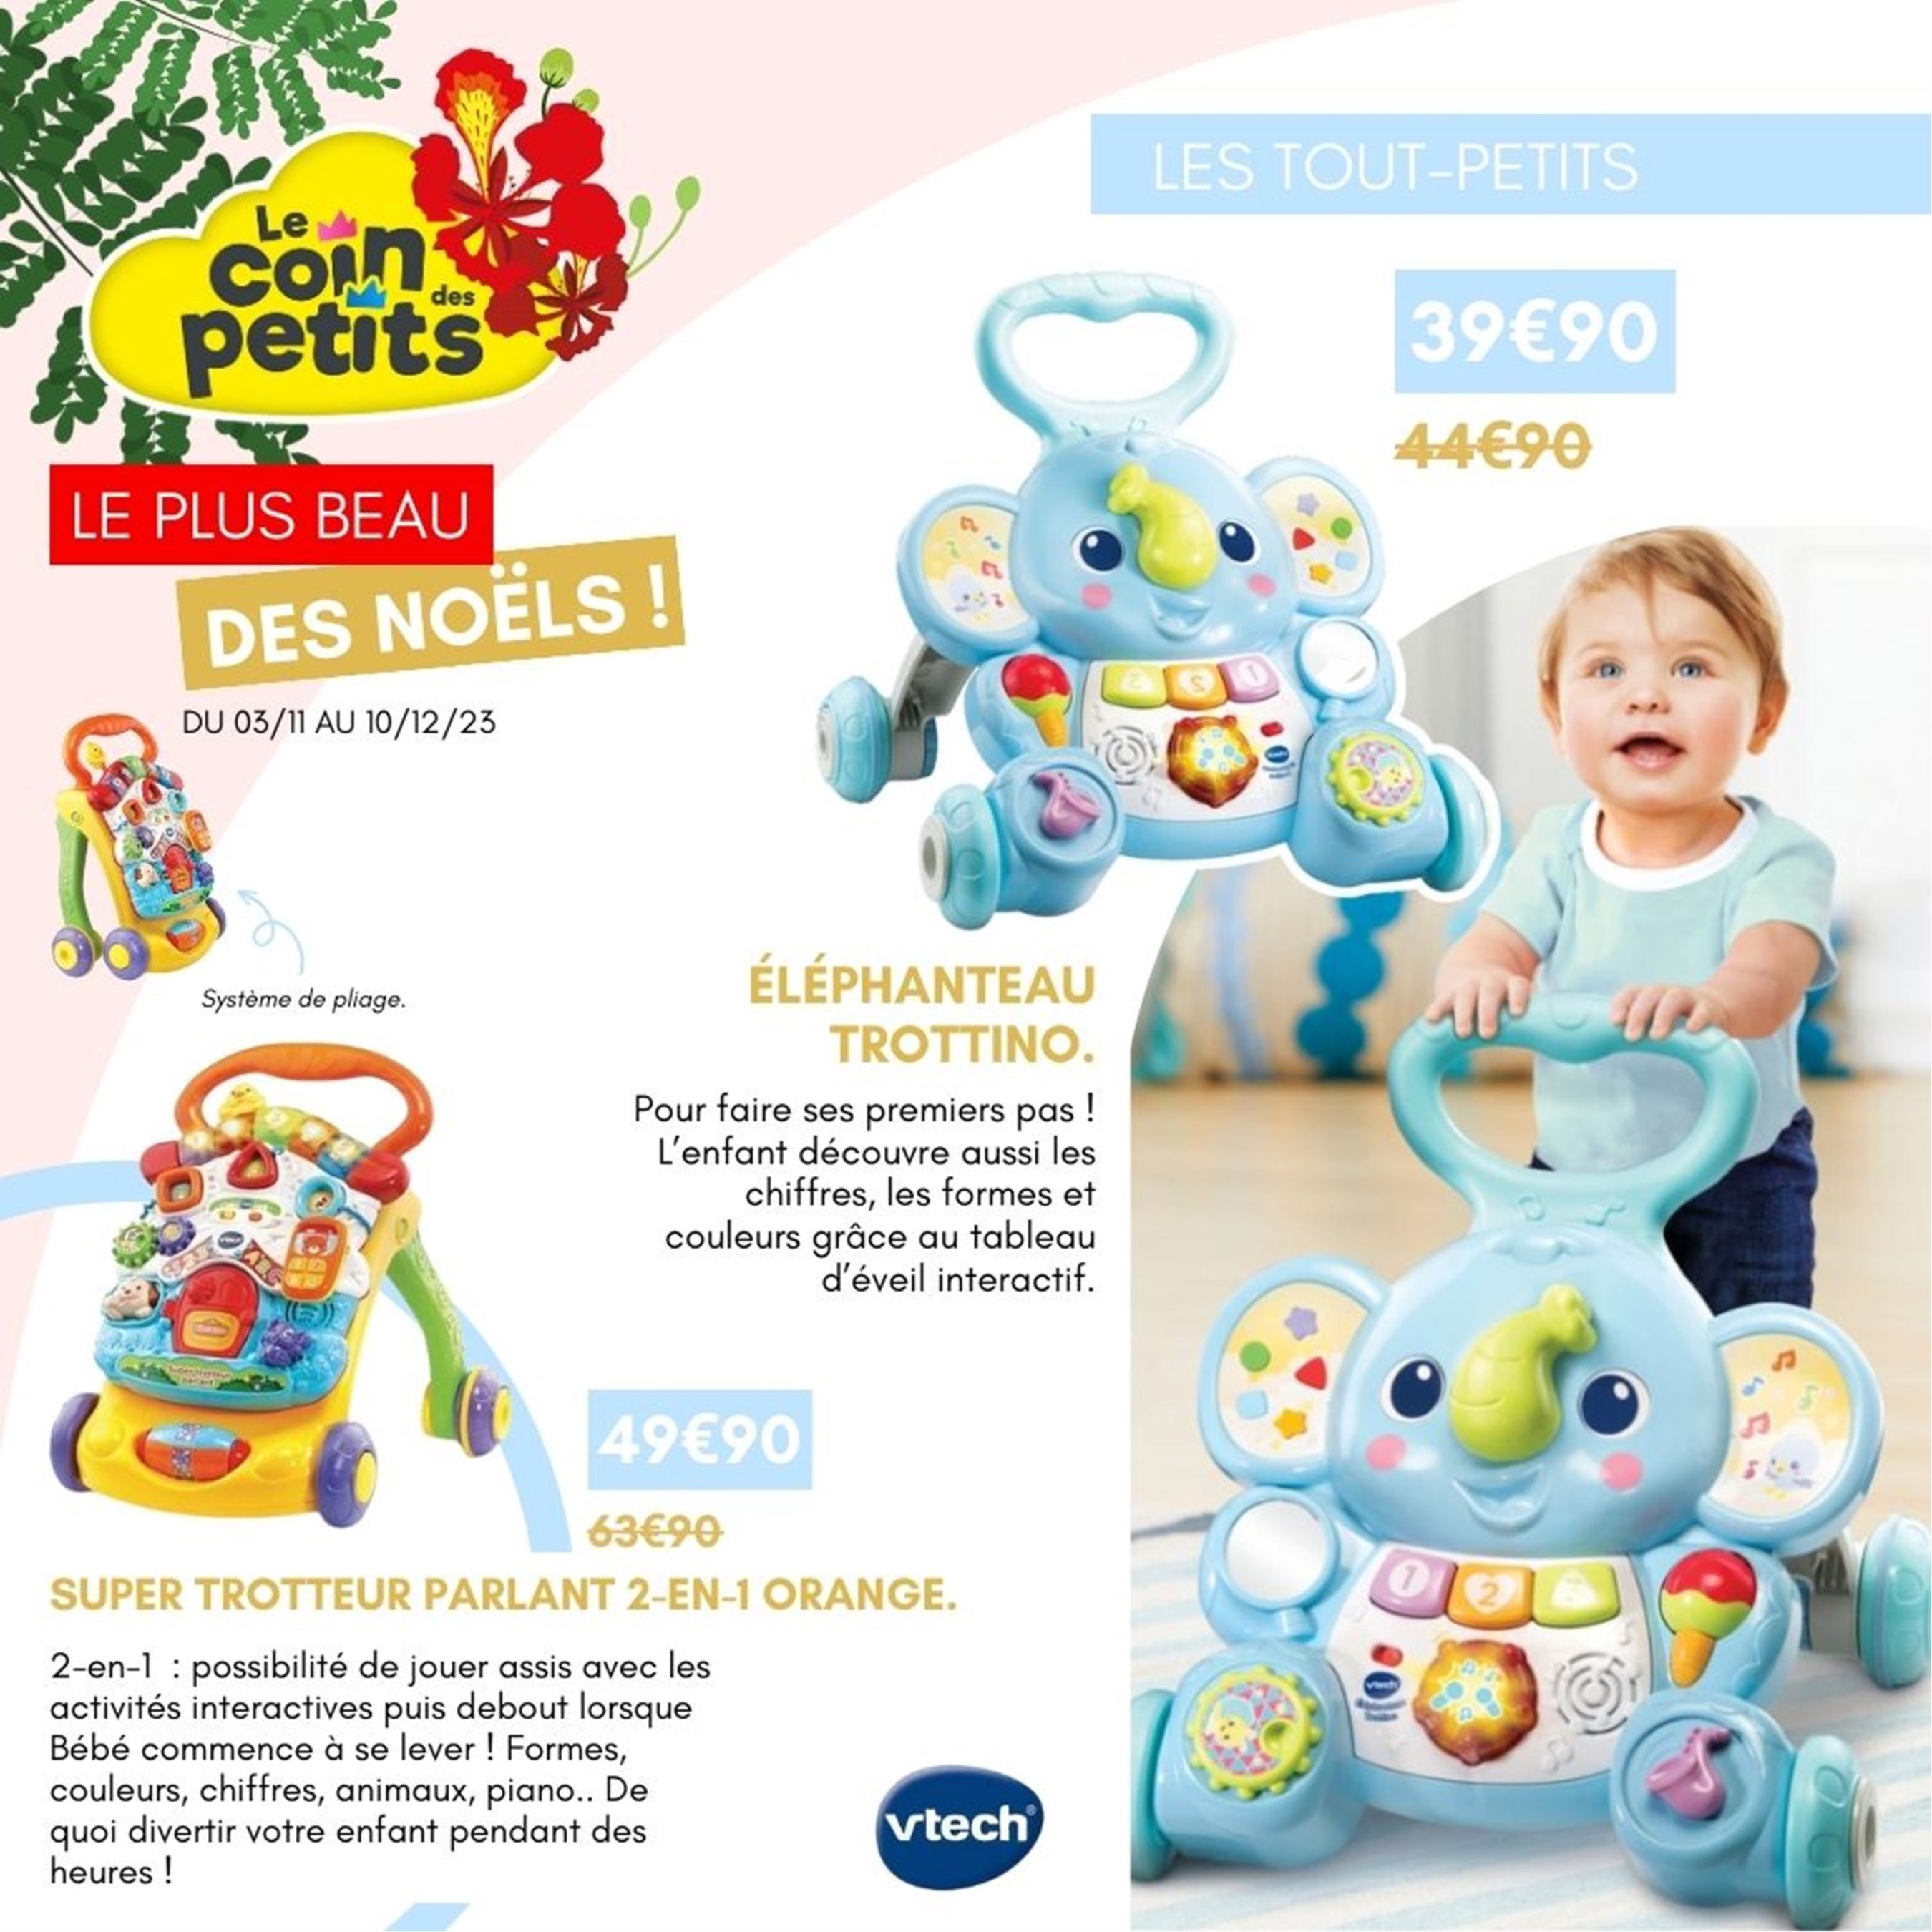 Le
coin
des
petits
LE PLUS BEAU
DES NOËLS !
DU 03/11 AU 10/12/23
LES TOUT-PETITS
39€90
44€90
Système de pliage.
ÉLÉPHANTEAU
TROTTINO.
Pour faire ses premiers pas !
L'enfant découvre aussi les
chiffres, les formes et
couleurs grâce au tableau
d'éveil interactif.
49€90
63€90
SUPER TROTTEUR PARLANT 2-EN-1 ORANGE.
2-en-1 : possibilité de jouer assis avec les
activités interactives puis debout lorsque
Bébé commence à se lever ! Formes,
couleurs, chiffres, animaux, piano.. De
quoi divertir votre enfant pendant des
heures !
vtech®
1 2
vtech